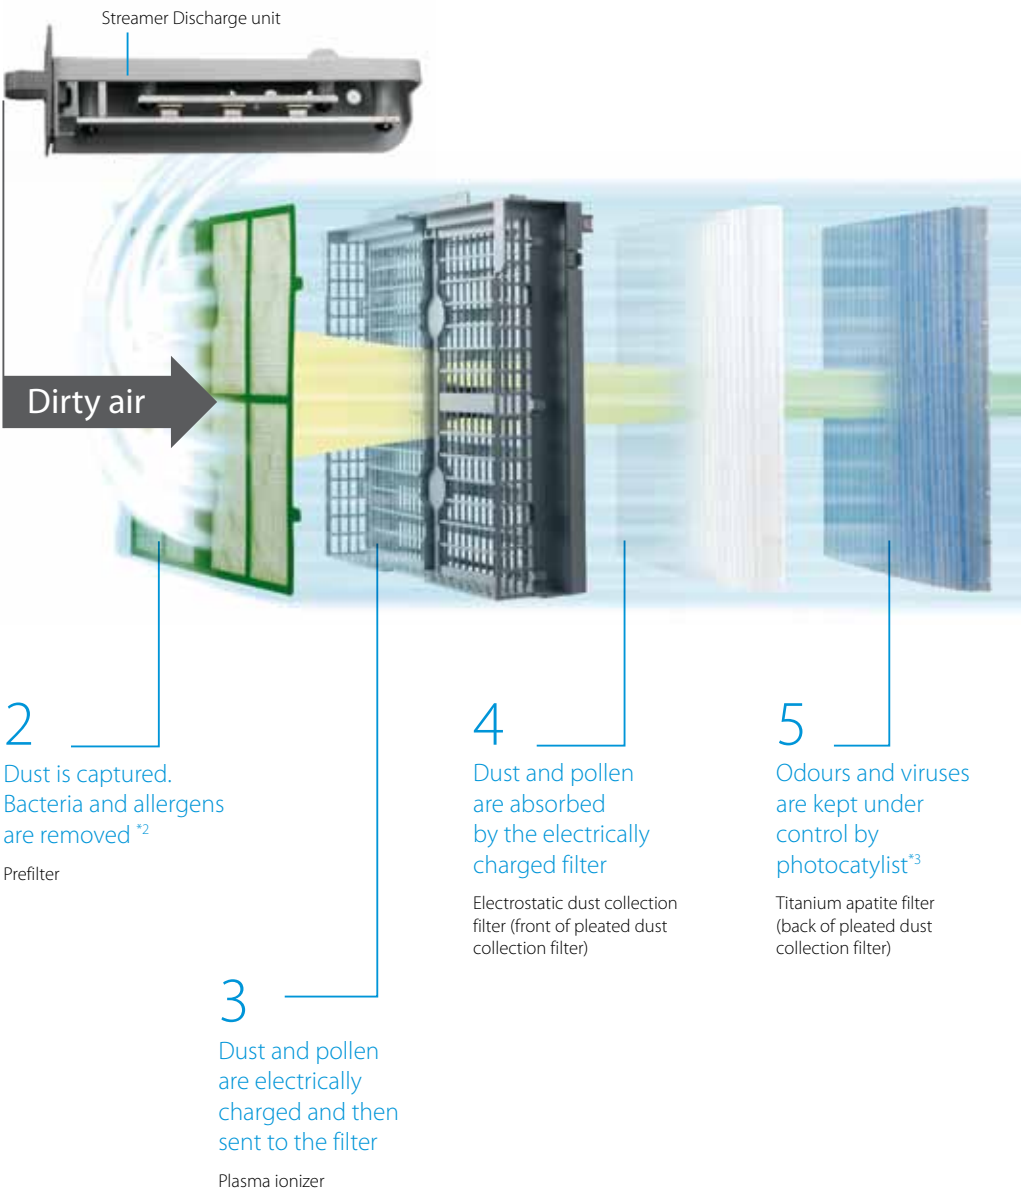 Streamer Discharge unit
Dirty air
2
Dust is captured.
Bacteria and allergens
are removed *2
Prefilter
3
Dust and pollen
are electrically
charged and then
sent to the filter
Plasma ionizer
4
Dust and pollen
are absorbed
by the electrically
charged filter
Electrostatic dust collection
filter (front of pleated dust
collection filter)
5
Odours and viruses
are kept under
control by
photocatylist*3
Titanium apatite filter
(back of pleated dust
collection filter)